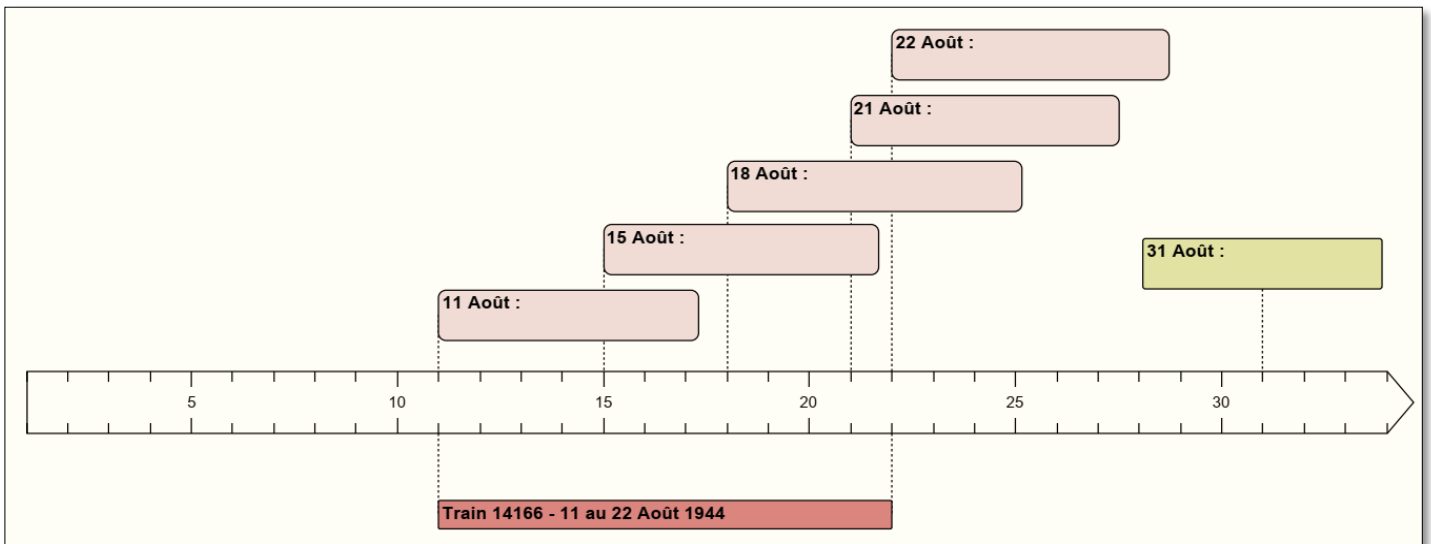 22 Août :
21 Août :
18 Août :
15 Août :
31 Août :
11 Août :
5 10 15 20 25 30
Train 14166 - 11 au 22 Août 1944